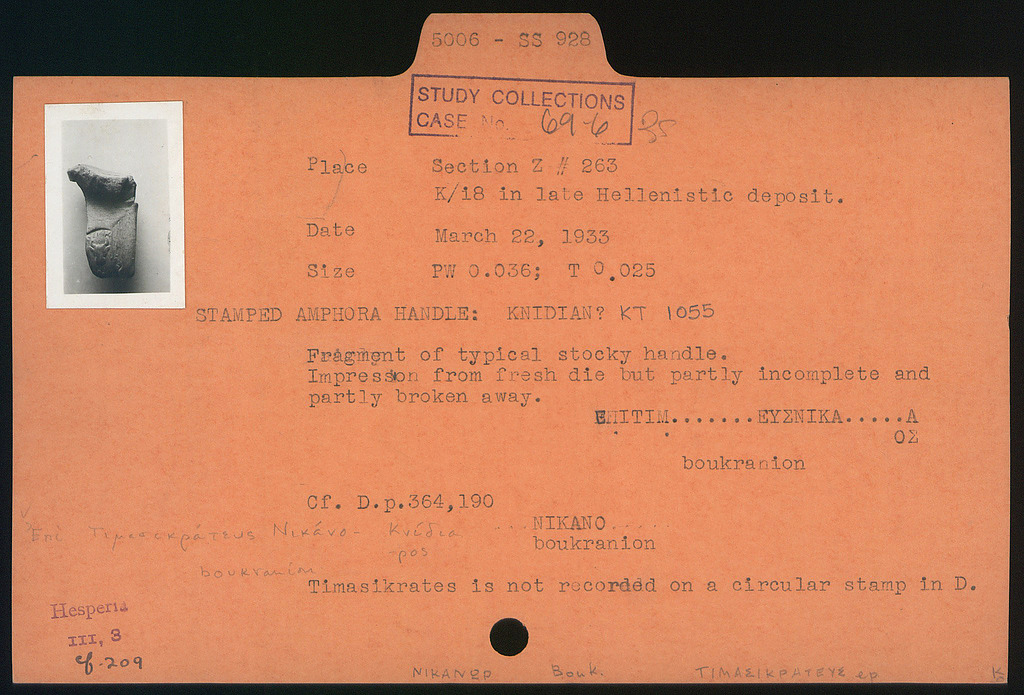 5006 - SS 928
STUDY COLLECTIONS
CASE No. 69-6 35
Place Section Z # 263
K/18 in late Hellenistic deposit.
Date March 22, 1933
Size PW 0.036; T 0.025
STAMPED AMPHORA HANDLE: KNIDIAN? KT 1055
Fragment of typical stocky handle.
Impression from fresh die but partly incomplete and
partly broken away.
ΕΠΙΤΙΜ.......ΕΥΣΝΙΚΑ.....Α
ΟΣ
boukranion
Cf. D.p.364,190
...ΝΙΚΑΝΟ.....
boukranion
Ἐπὶ Τιμασικράτευς Νικάνο- Κνίδια
-ρος
boukranion
Timasikrates is not recorded on a circular stamp in D.
Hesperia
III, 3
cf. 209
ΝΙΚΑΝΩΡ Bouk. ΤΙΜΑΣΙΚΡΑΤΕΥΣ ep